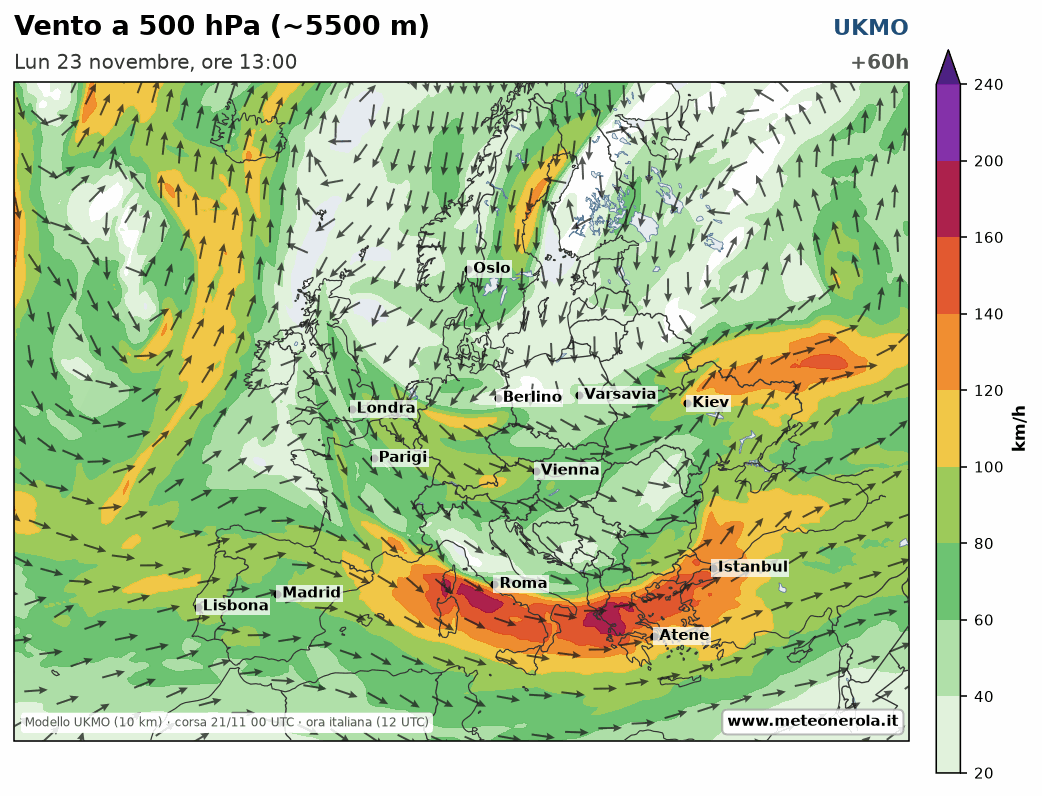 Vento a 500 hPa (~5500 m)
UKMO
Lun 23 novembre, ore 13:00
+60h
240
200
160
140
120
100
80
60
40
20
km/h
Oslo
Berlino
Varsavia
Kiev
Londra
Parigi
Vienna
Istanbul
Roma
Madrid
Lisbona
Atene
Modello UKMO (10 km) · corsa 21/11 00 UTC · ora italiana (12 UTC)
www.meteonerola.it